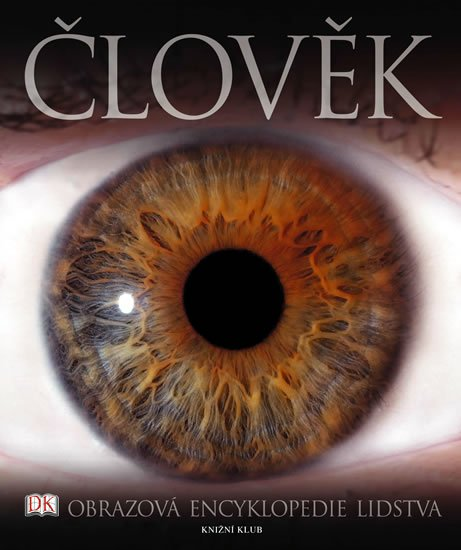 ČLOVĚK
DK OBRAZOVÁ ENCYKLOPEDIE LIDSTVA
KNIŽNÍ KLUB